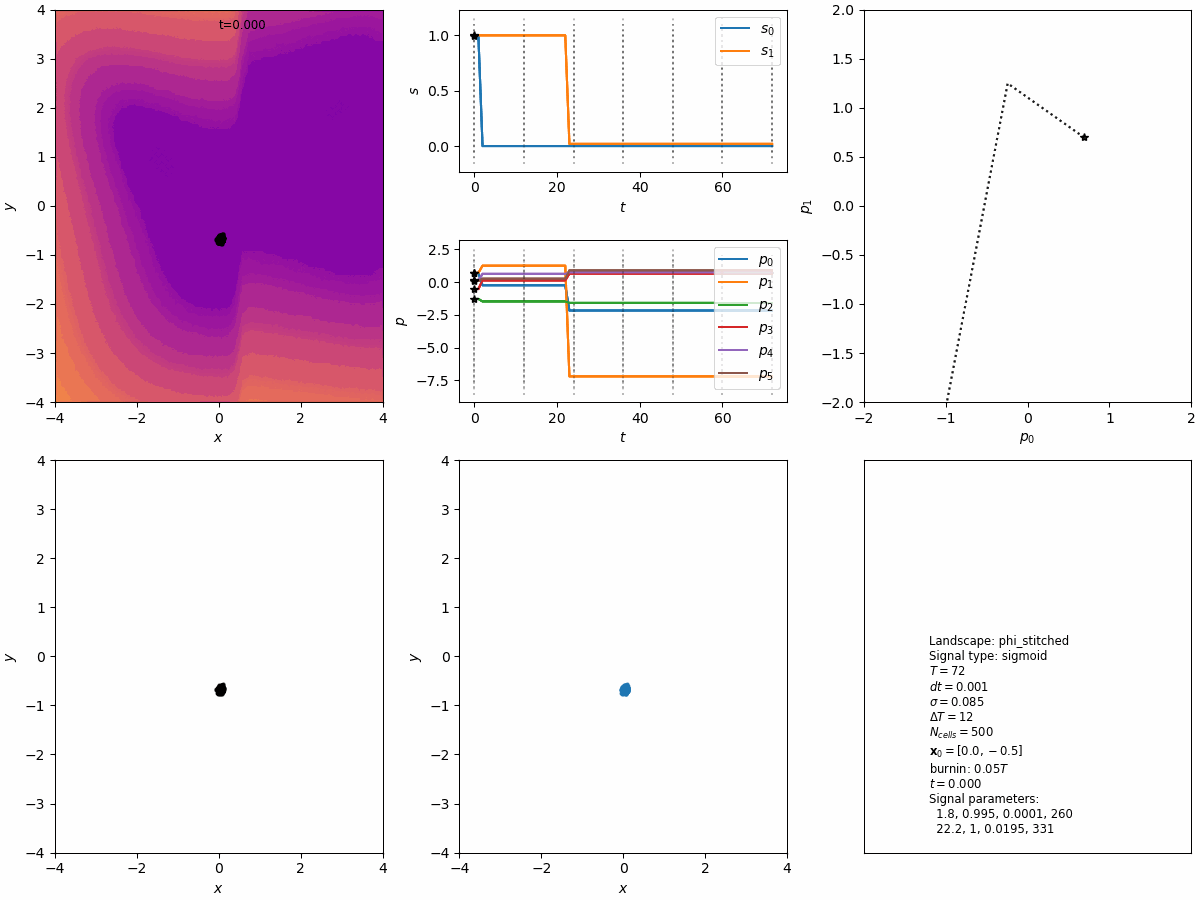 t=0.000
4
3
2
1
0
−1
−2
−3
−4
y
−4
−2
0
2
4
x
1.0
0.5
0.0
s
s₀
s₁
0
20
40
60
t
2.5
0.0
−2.5
−5.0
−7.5
p
p₀
p₁
p₂
p₃
p₄
p₅
0
20
40
60
t
2.0
1.5
1.0
0.5
0.0
−0.5
−1.0
−1.5
−2.0
p₁
−2
−1
0
1
2
p₀
4
3
2
1
0
−1
−2
−3
−4
y
−4
−2
0
2
4
x
4
3
2
1
0
−1
−2
−3
−4
y
−4
−2
0
2
4
x
Landscape: phi_stitched
Signal type: sigmoid
T = 72
dt = 0.001
σ = 0.085
ΔT = 12
N_cells = 500
x₀ = [0.0, −0.5]
burnin: 0.05T
t = 0.000
Signal parameters:
1.8, 0.995, 0.0001, 260
22.2, 1, 0.0195, 331